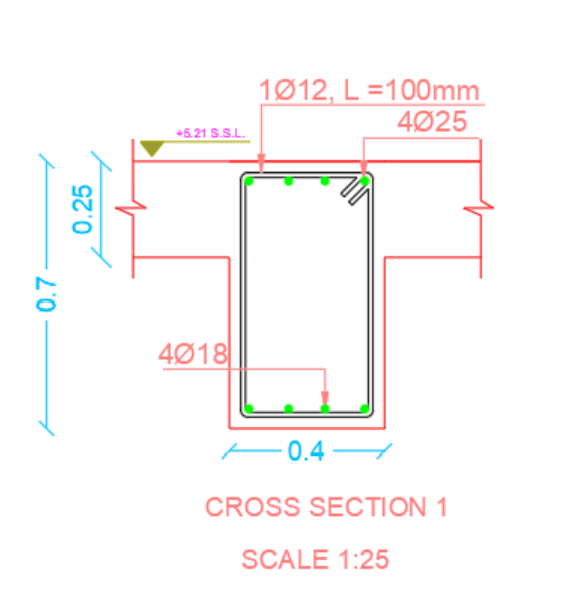 1Ø12, L =100mm
4Ø25
+5.21 S.S.L.
0.25
0.7
4Ø18
0.4
CROSS SECTION 1
SCALE 1:25